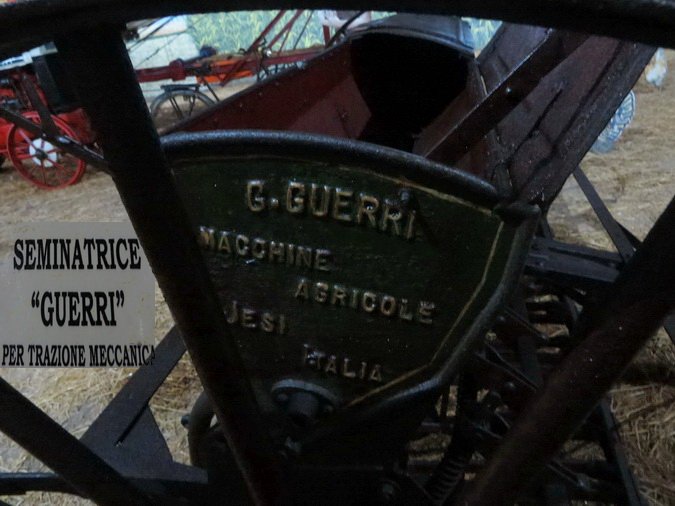 G. GUERRI
MACCHINE
AGRICOLE
JESI
ITALIA
SEMINATRICE
"GUERRI"
PER TRAZIONE MECCANICA